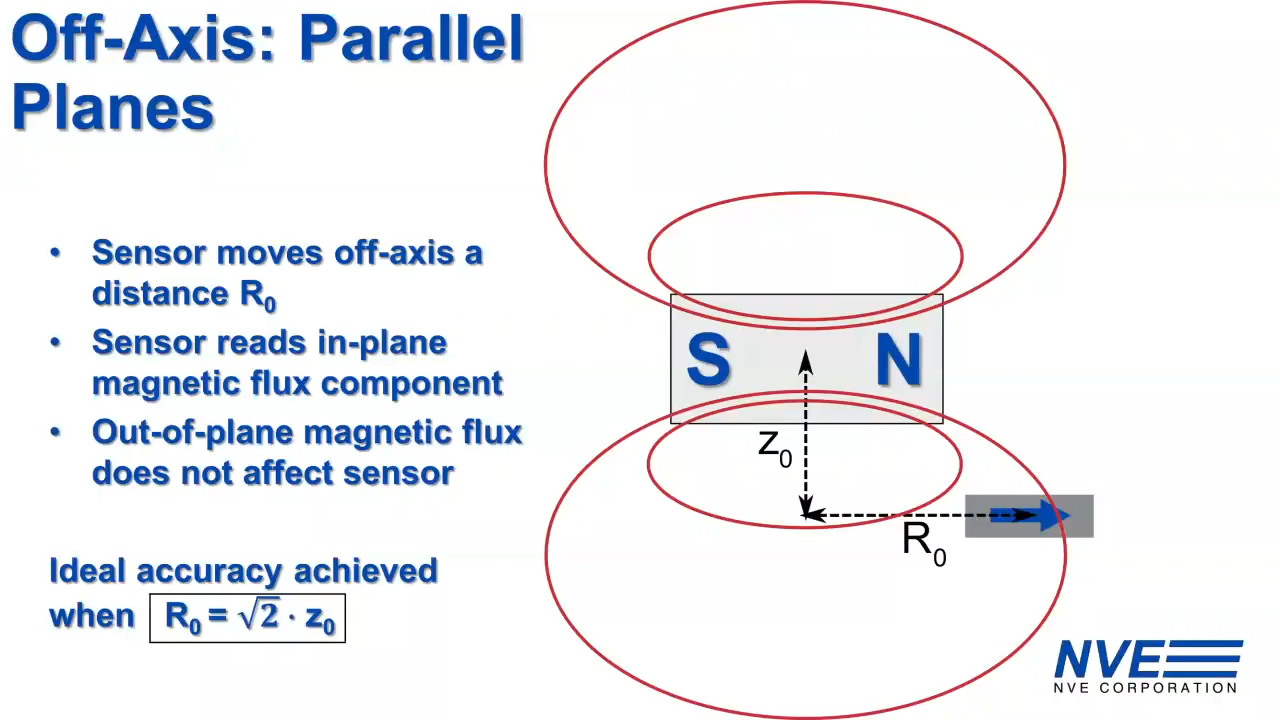 Off-Axis: Parallel
Planes
• Sensor moves off-axis a
distance R₀
• Sensor reads in-plane
magnetic flux component
• Out-of-plane magnetic flux
does not affect sensor
Ideal accuracy achieved
when R₀ = √2 · z₀
S N
z₀
R₀
NVE
NVE CORPORATION